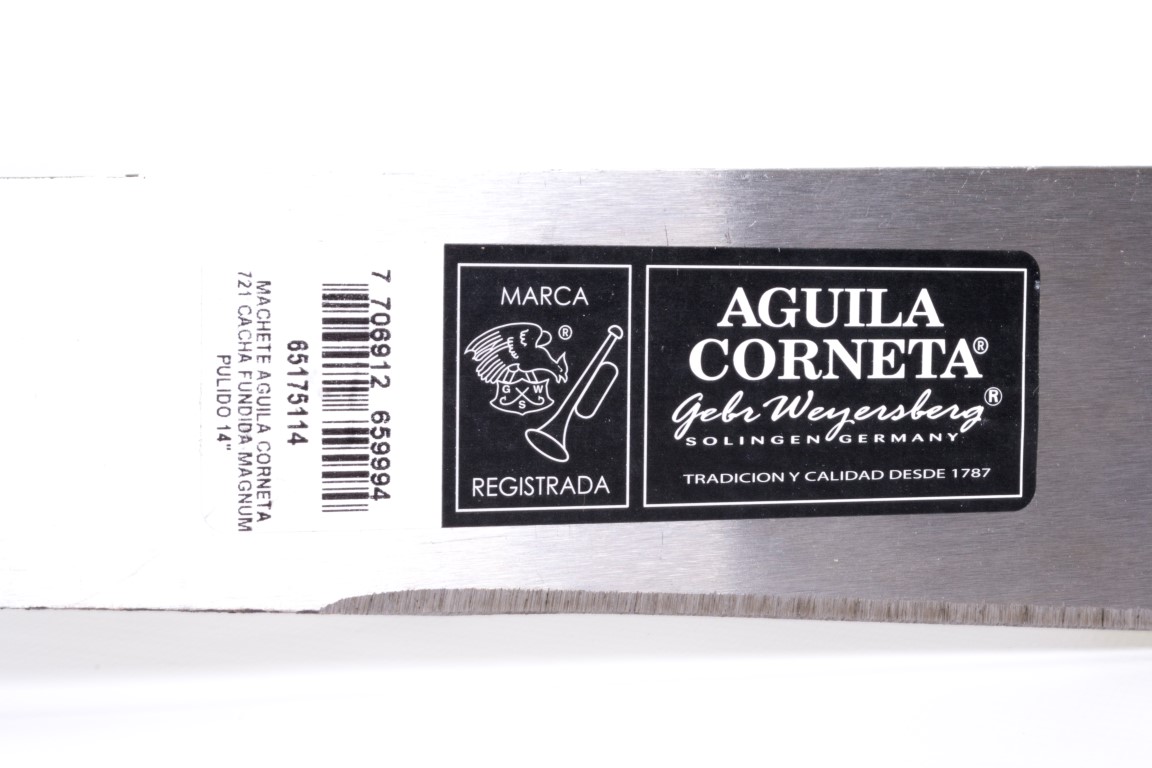 MARCA
®
G W
S
REGISTRADA
AGUILA
CORNETA®
Gebr Weyersberg®
SOLINGEN GERMANY
TRADICION Y CALIDAD DESDE 1787
7 706912 659994
65175114
MACHETE AGUILA CORNETA
721 CACHA FUNDIDA MAGNUM
PULIDO 14"